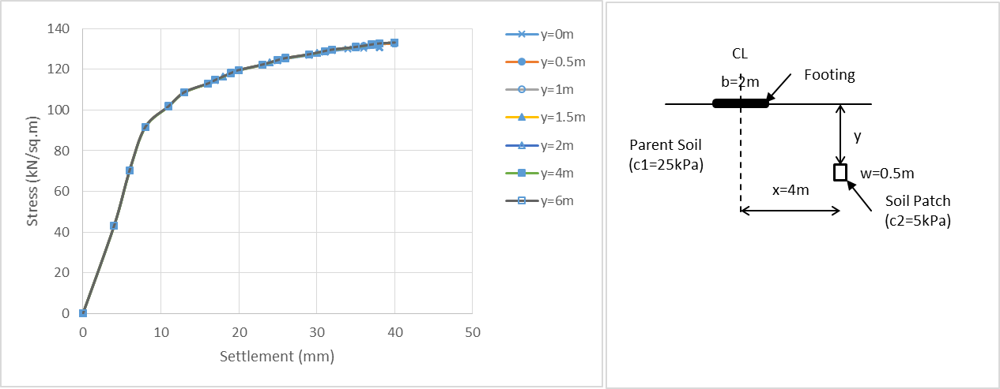 140
120
100
80
60
40
20
0
0 10 20 30 40 50
Stress (kN/sq.m)
Settlement (mm)
y=0m
y=0.5m
y=1m
y=1.5m
y=2m
y=4m
y=6m
CL
b=2m
Footing
Parent Soil
(c1=25kPa)
y
w=0.5m
x=4m
Soil Patch
(c2=5kPa)